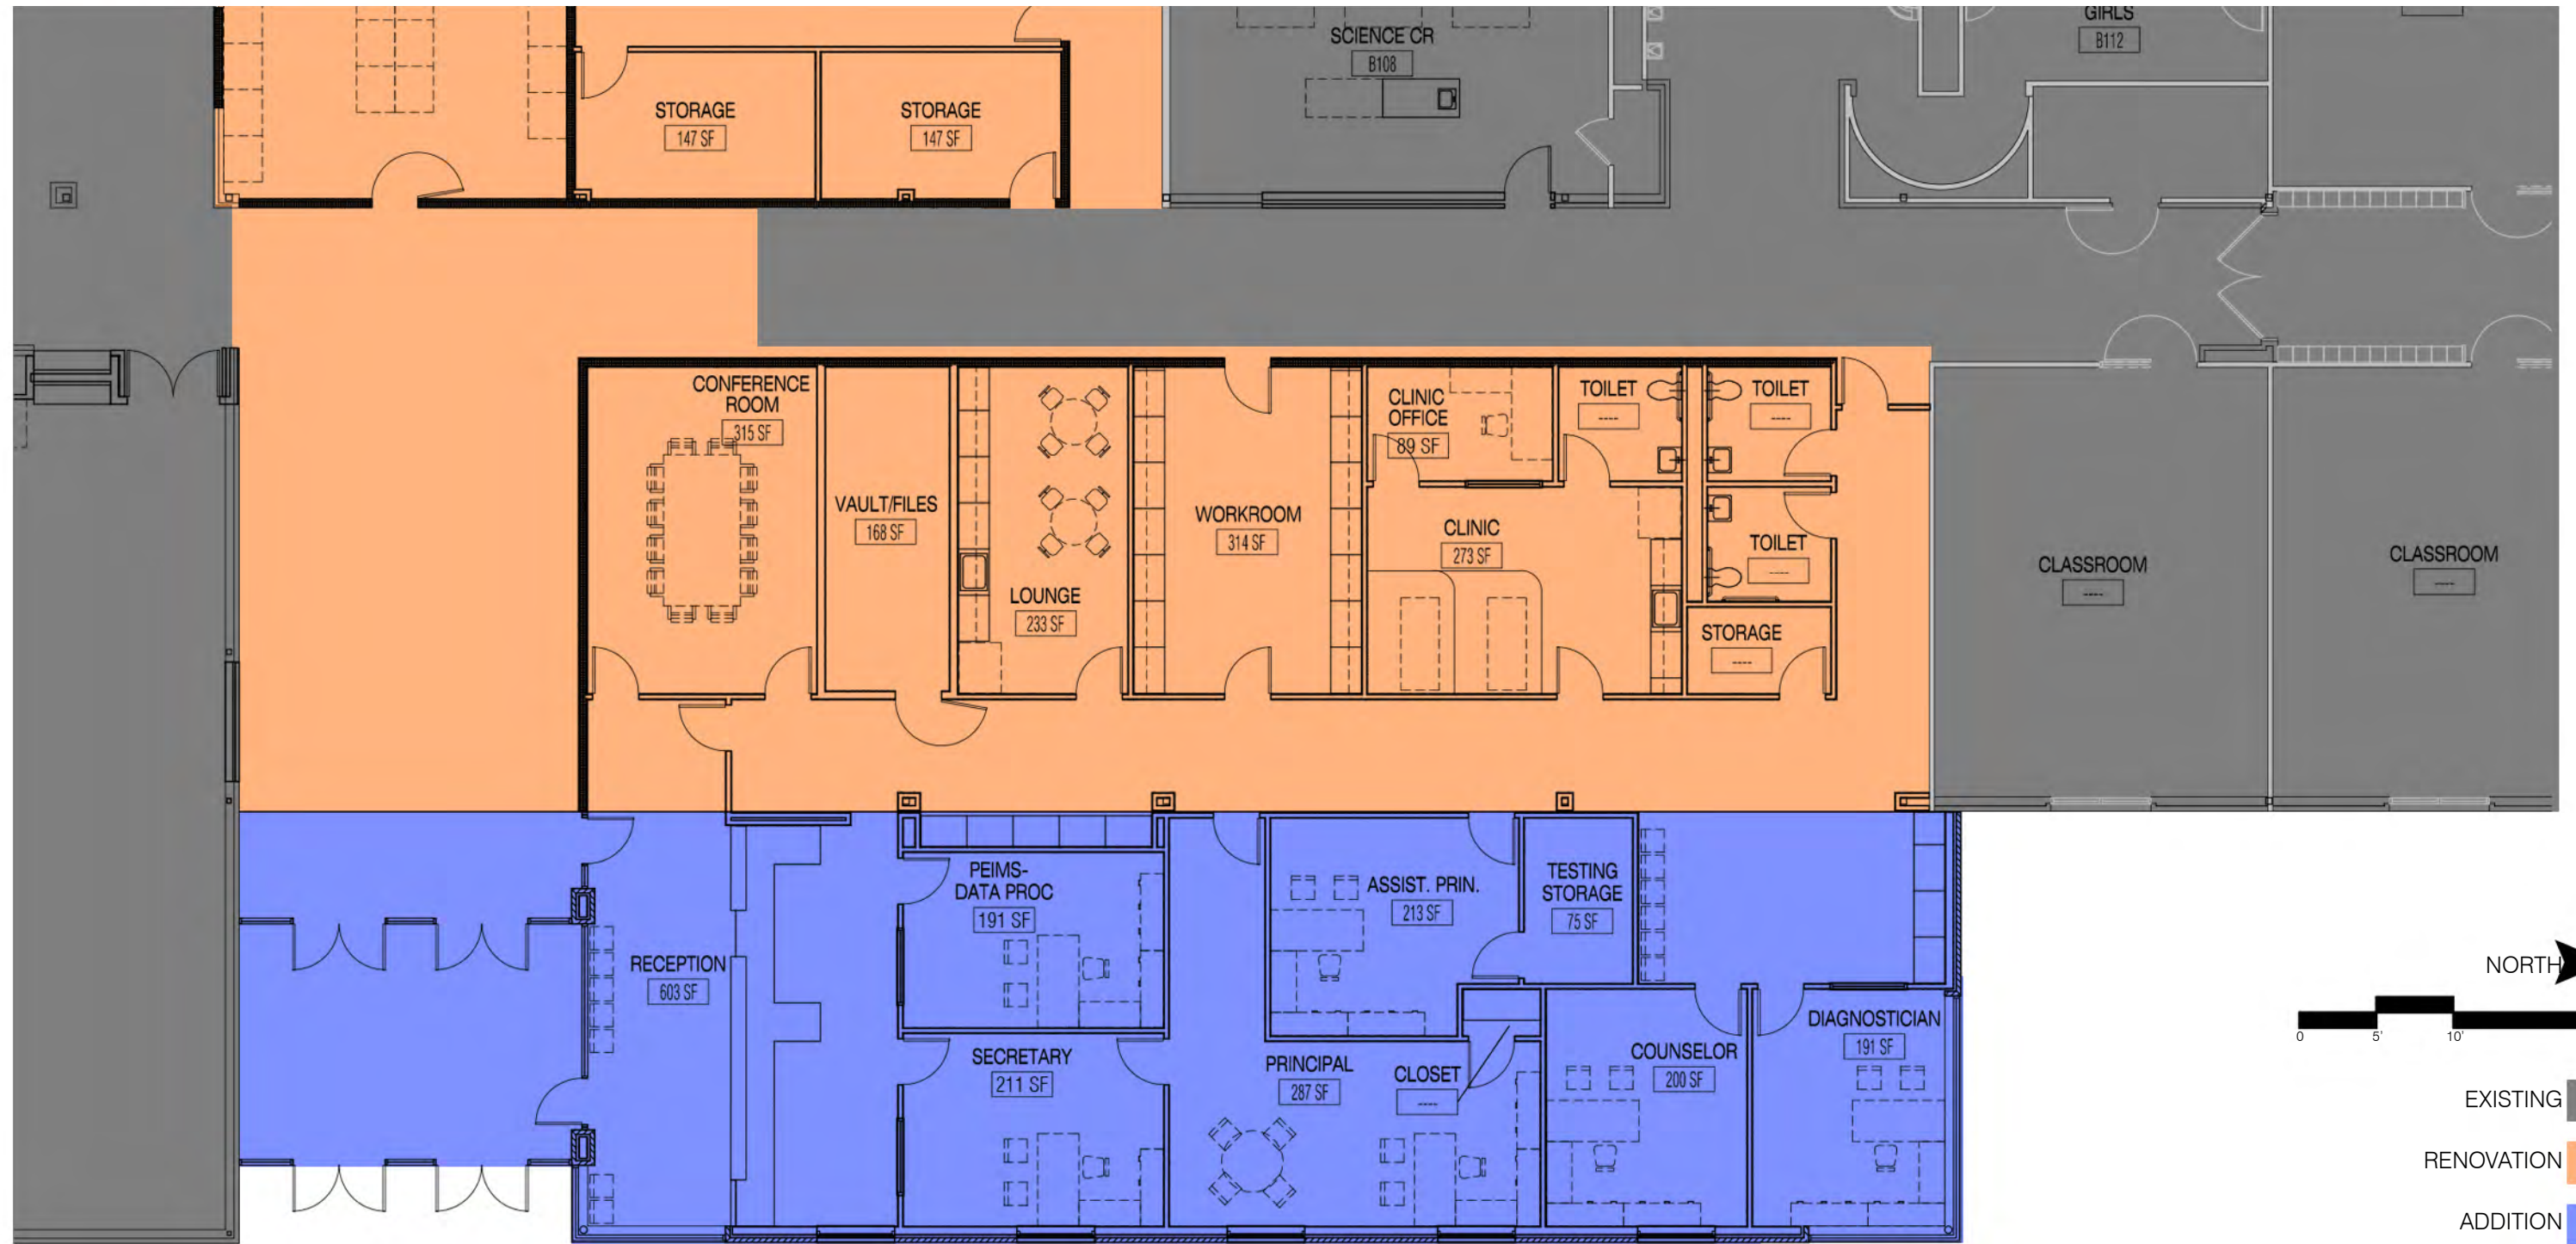 SCIENCE CR
B108
GIRLS
B112
STORAGE
147 SF
STORAGE
147 SF
CONFERENCE
ROOM
315 SF
VAULT/FILES
168 SF
LOUNGE
233 SF
WORKROOM
314 SF
CLINIC
OFFICE
89 SF
TOILET
----
TOILET
----
CLINIC
273 SF
TOILET
----
STORAGE
----
CLASSROOM
----
CLASSROOM
----
RECEPTION
603 SF
PEIMS-
DATA PROC
191 SF
SECRETARY
211 SF
ASSIST. PRIN.
213 SF
TESTING
STORAGE
75 SF
PRINCIPAL
287 SF
CLOSET
----
COUNSELOR
200 SF
DIAGNOSTICIAN
191 SF
NORTH
0 5' 10'
EXISTING
RENOVATION
ADDITION